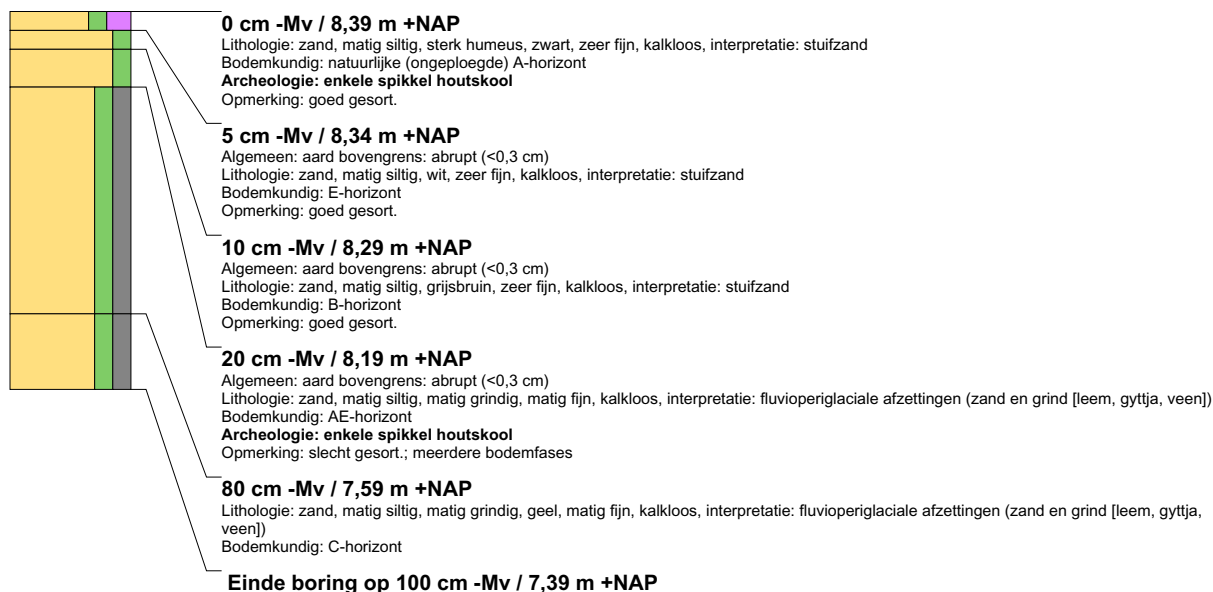 0 cm -Mv / 8,39 m +NAP
Lithologie: zand, matig siltig, sterk humeus, zwart, zeer fijn, kalkloos, interpretatie: stuifzand
Bodemkundig: natuurlijke (ongeploegde) A-horizont
Archeologie: enkele spikkel houtskool
Opmerking: goed gesort.
5 cm -Mv / 8,34 m +NAP
Algemeen: aard bovengrens: abrupt (<0,3 cm)
Lithologie: zand, matig siltig, wit, zeer fijn, kalkloos, interpretatie: stuifzand
Bodemkundig: E-horizont
Opmerking: goed gesort.
10 cm -Mv / 8,29 m +NAP
Algemeen: aard bovengrens: abrupt (<0,3 cm)
Lithologie: zand, matig siltig, grijsbruin, zeer fijn, kalkloos, interpretatie: stuifzand
Bodemkundig: B-horizont
Opmerking: goed gesort.
20 cm -Mv / 8,19 m +NAP
Algemeen: aard bovengrens: abrupt (<0,3 cm)
Lithologie: zand, matig siltig, matig grindig, matig fijn, kalkloos, interpretatie: fluvioperiglaciale afzettingen (zand en grind [leem, gyttja, veen])
Bodemkundig: AE-horizont
Archeologie: enkele spikkel houtskool
Opmerking: slecht gesort.; meerdere bodemfases
80 cm -Mv / 7,59 m +NAP
Lithologie: zand, matig siltig, matig grindig, geel, matig fijn, kalkloos, interpretatie: fluvioperiglaciale afzettingen (zand en grind [leem, gyttja,
veen])
Bodemkundig: C-horizont
Einde boring op 100 cm -Mv / 7,39 m +NAP